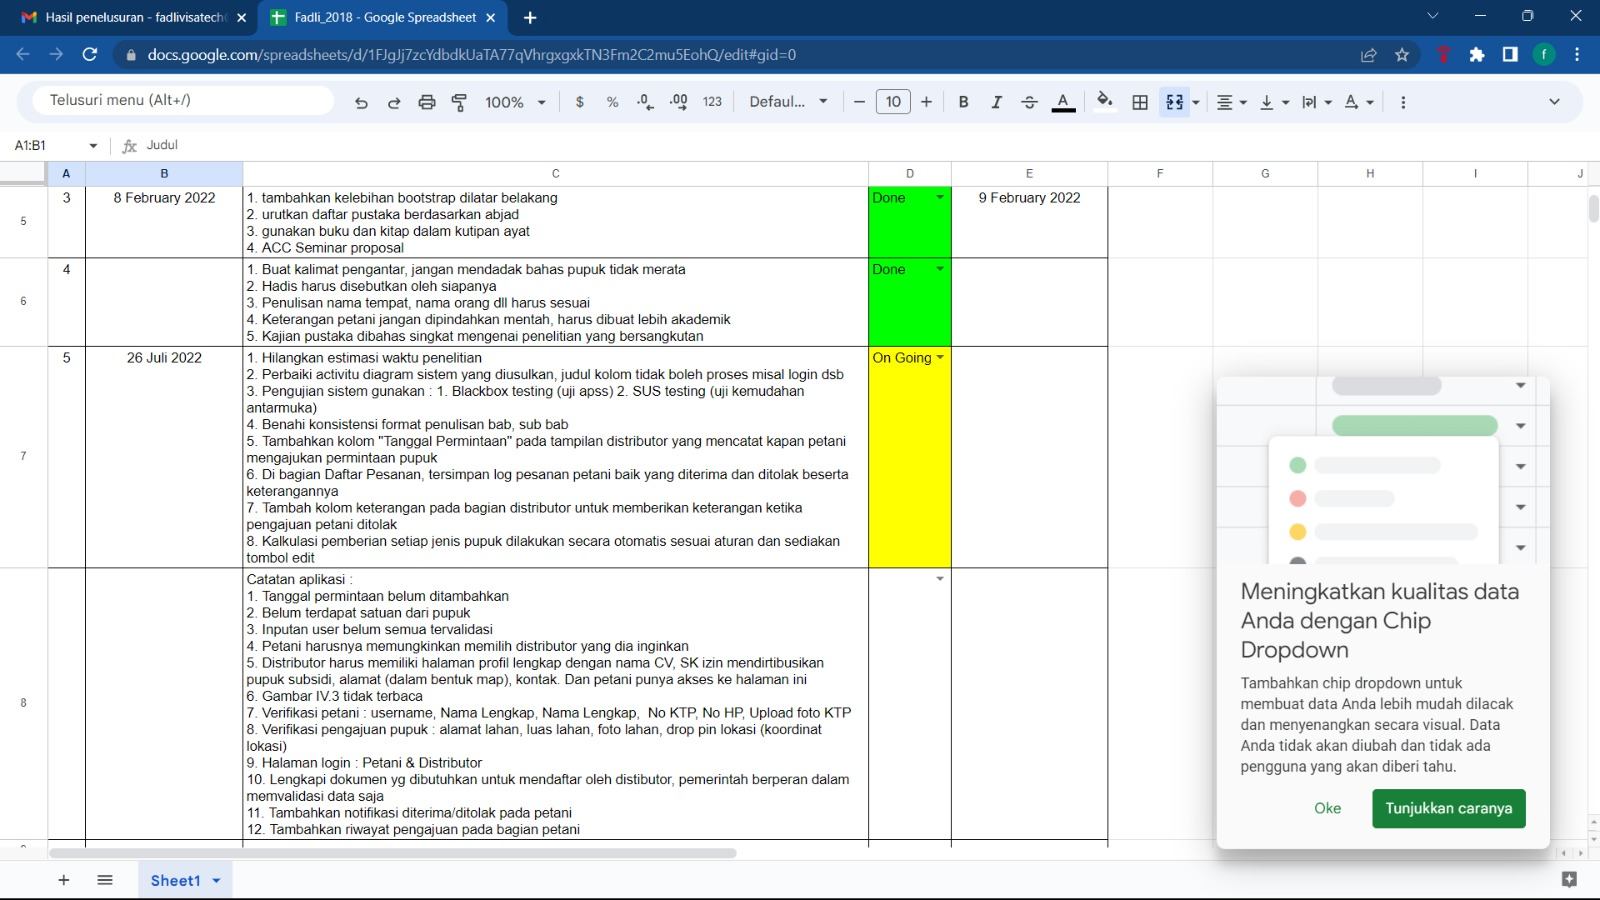 Hasil penelusuran - fadlivisatech
Fadli_2018 - Google Spreadsheet
docs.google.com/spreadsheets/d/1FJgJj7zcYdbdkUaTA77qVhrgxgxkTN3Fm2C2mu5EohQ/edit#gid=0
f
Telusuri menu (Alt+/)
100%
$ % .0 .00 123
Defaul...
10
B I A
A1:B1
fx Judul
A B C D E F G H I J
5
3
8 February 2022
1. tambahkan kelebihan bootstrap dilatar belakang
2. urutkan daftar pustaka berdasarkan abjad
3. gunakan buku dan kitap dalam kutipan ayat
4. ACC Seminar proposal
Done
9 February 2022
6
4
1. Buat kalimat pengantar, jangan mendadak bahas pupuk tidak merata
2. Hadis harus disebutkan oleh siapanya
3. Penulisan nama tempat, nama orang dll harus sesuai
4. Keterangan petani jangan dipindahkan mentah, harus dibuat lebih akademik
5. Kajian pustaka dibahas singkat mengenai penelitian yang bersangkutan
Done
7
5
26 Juli 2022
1. Hilangkan estimasi waktu penelitian
2. Perbaiki activitu diagram sistem yang diusulkan, judul kolom tidak boleh proses misal login dsb
3. Pengujian sistem gunakan : 1. Blackbox testing (uji apss) 2. SUS testing (uji kemudahan
antarmuka)
4. Benahi konsistensi format penulisan bab, sub bab
5. Tambahkan kolom "Tanggal Permintaan" pada tampilan distributor yang mencatat kapan petani
mengajukan permintaan pupuk
6. Di bagian Daftar Pesanan, tersimpan log pesanan petani baik yang diterima dan ditolak beserta
keterangannya
7. Tambah kolom keterangan pada bagian distributor untuk memberikan keterangan ketika
pengajuan petani ditolak
8. Kalkulasi pemberian setiap jenis pupuk dilakukan secara otomatis sesuai aturan dan sediakan
tombol edit
On Going
8
Catatan aplikasi :
1. Tanggal permintaan belum ditambahkan
2. Belum terdapat satuan dari pupuk
3. Inputan user belum semua tervalidasi
4. Petani harusnya memungkinkan memilih distributor yang dia inginkan
5. Distributor harus memiliki halaman profil lengkap dengan nama CV, SK izin mendirtibusikan
pupuk subsidi, alamat (dalam bentuk map), kontak. Dan petani punya akses ke halaman ini
6. Gambar IV.3 tidak terbaca
7. Verifikasi petani : username, Nama Lengkap, Nama Lengkap, No KTP, No HP, Upload foto KTP
8. Verifikasi pengajuan pupuk : alamat lahan, luas lahan, foto lahan, drop pin lokasi (koordinat
lokasi)
9. Halaman login : Petani & Distributor
10. Lengkapi dokumen yg dibutuhkan untuk mendaftar oleh distibutor, pemerintah berperan dalam
memvalidasi data saja
11. Tambahkan notifikasi diterima/ditolak pada petani
12. Tambahkan riwayat pengajuan pada bagian petani
Meningkatkan kualitas data
Anda dengan Chip
Dropdown
Tambahkan chip dropdown untuk
membuat data Anda lebih mudah dilacak
dan menyenangkan secara visual. Data
Anda tidak akan diubah dan tidak ada
pengguna yang akan diberi tahu.
Oke
Tunjukkan caranya
Sheet1